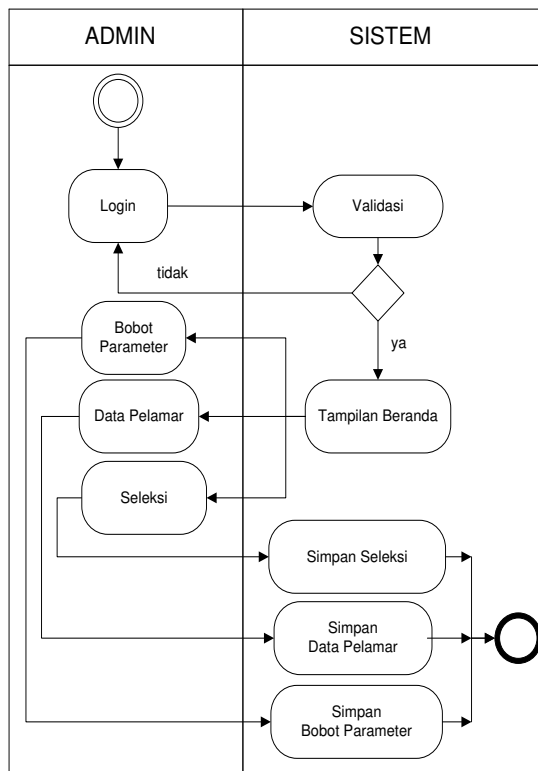 ADMIN
SISTEM
Login
Validasi
tidak
ya
Bobot
Parameter
Data Pelamar
Tampilan Beranda
Seleksi
Simpan Seleksi
Simpan
Data Pelamar
Simpan
Bobot Parameter